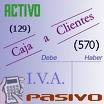 ACTIVO
(129)
Caja a Clientes
(570)
Debe Haber
I.V.A.
PASIVO